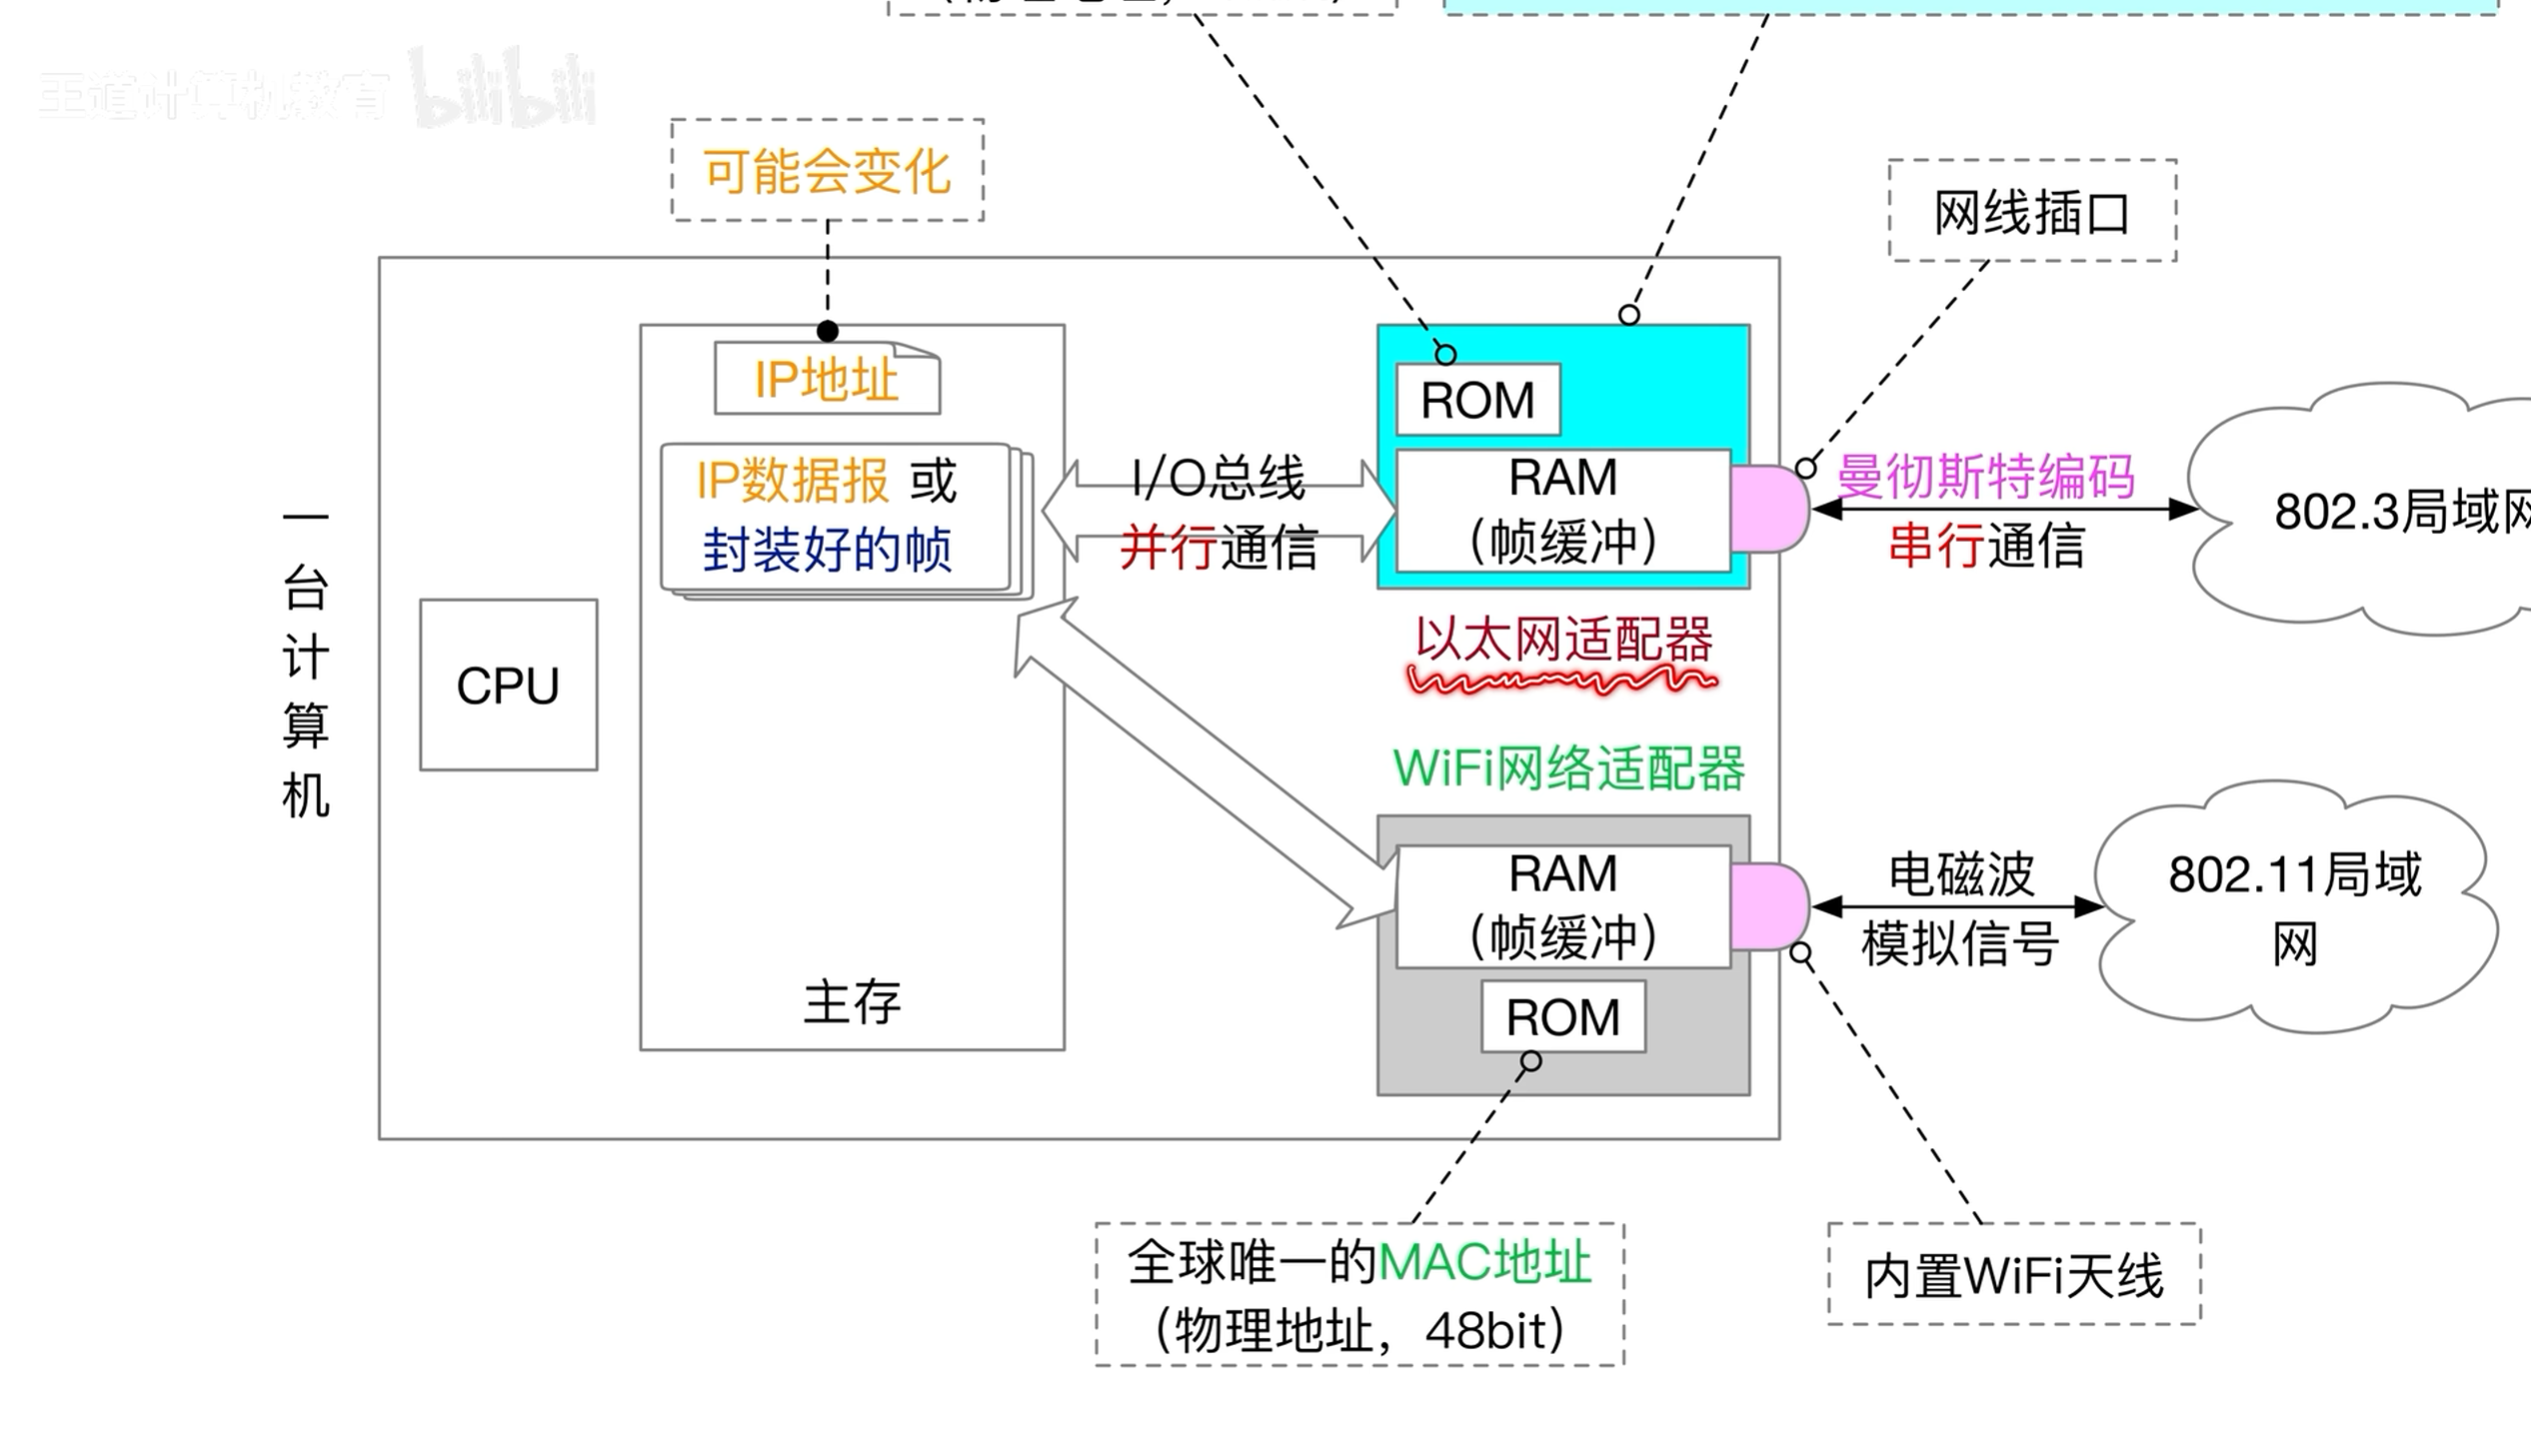 王道计算机教育 bilibili
可能会变化
网线插口
IP地址
ROM
IP数据报 或
封装好的帧
I/O总线
并行通信
RAM
(帧缓冲)
曼彻斯特编码
串行通信
802.3局域网
一台计算机
CPU
以太网适配器
WiFi网络适配器
RAM
(帧缓冲)
电磁波
模拟信号
802.11局域
网
主存
ROM
全球唯一的MAC地址
(物理地址，48bit)
内置WiFi天线